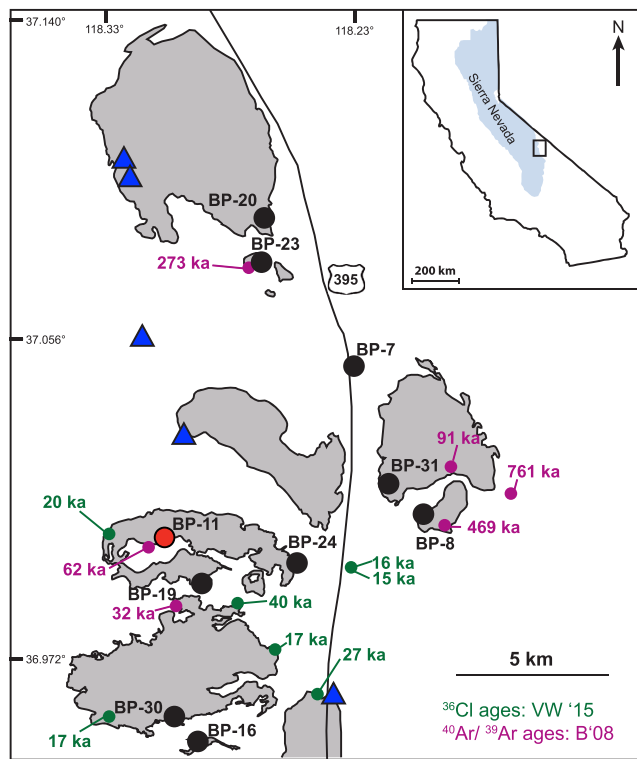 37.140
118.33
118.23
N
Sierra Nevada
BP-20
BP-23
273 ka
395
200 km
37.056°
BP-7
91 ka
BP-31
761 ka
20 ka
BP-11
BP-24
469 ka
BP-8
62 ka
16 ka
15 ka
BP-19
40 ka
32 ka
17 ka
27 ka
36.972°
5 km
BP-30
³⁶Cl ages: VW ‘15
BP-16
⁴⁰Ar/ ³⁹Ar ages: B‘08
17 ka